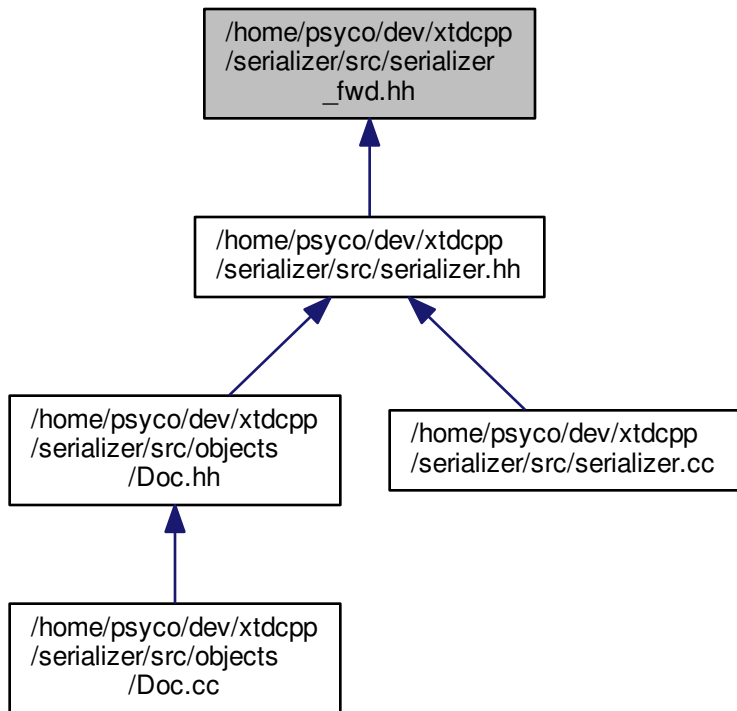 /home/psyco/dev/xtdcpp
/serializer/src/serializer
_fwd.hh
/home/psyco/dev/xtdcpp
/serializer/src/serializer.hh
/home/psyco/dev/xtdcpp
/serializer/src/objects
/Doc.hh
/home/psyco/dev/xtdcpp
/serializer/src/serializer.cc
/home/psyco/dev/xtdcpp
/serializer/src/objects
/Doc.cc